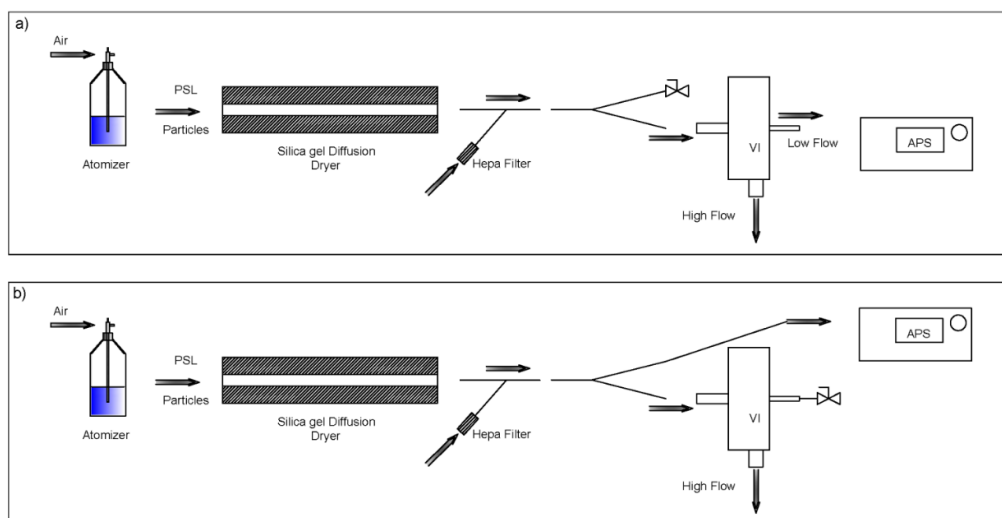 a)
Air
PSL
Particles
Atomizer
Silica gel Diffusion
Dryer
Hepa Filter
VI
Low Flow
High Flow
APS
b)
Air
PSL
Particles
Atomizer
Silica gel Diffusion
Dryer
Hepa Filter
VI
High Flow
APS